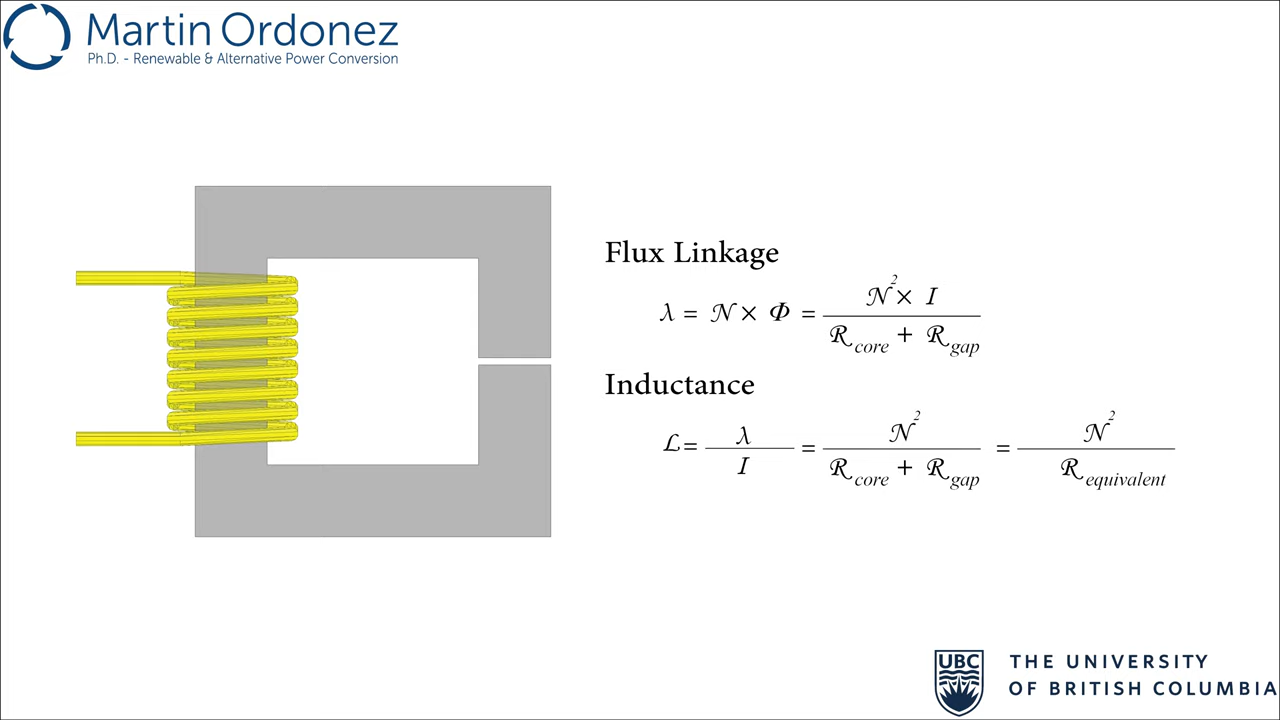 Martin Ordonez
Ph.D. - Renewable & Alternative Power Conversion
Flux Linkage
λ = N × Φ = N² × I / R_core + R_gap
Inductance
L = λ / I = N² / R_core + R_gap = N² / R_equivalent
UBC
THE UNIVERSITY
OF BRITISH COLUMBIA